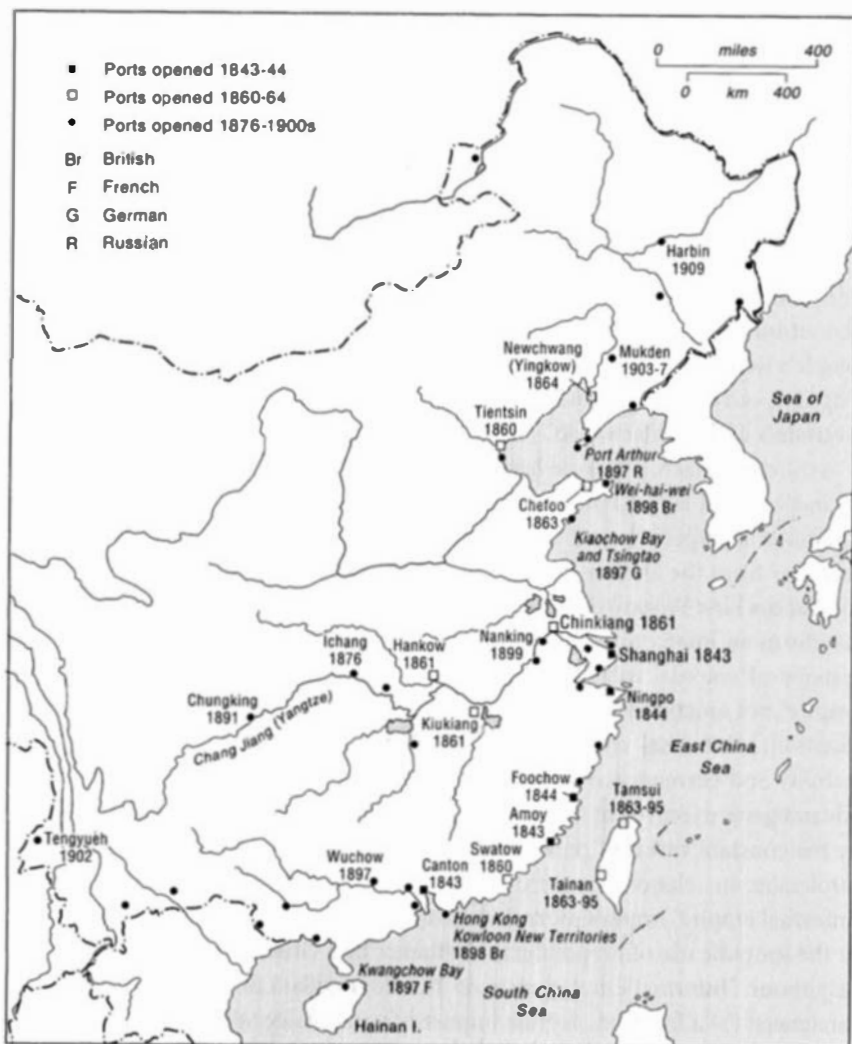 Ports opened 1843-44
Ports opened 1860-64
Ports opened 1876-1900s
Br British
F French
G German
R Russian
0 miles 400
0 km 400
Harbin
1909
Newchwang
(Yingkow)
1864
Mukden
1903-7
Sea of
Japan
Tientsin
1860
Port Arthur
1897 R
Wei-hai-wei
1898 Br
Chefoo
1863
Kiaochow Bay
and Tsingtao
1897 G
Chinkiang 1861
Ichang
1876
Hankow
1861
Nanking
1899
Shanghai 1843
Chungking
1891
Chang Jiang (Yangtze)
Kiukiang
1861
Ningpo
1844
East China
Sea
Foochow
1844
Tamsui
1863-95
Amoy
1843
Tengyueh
1902
Swatow
1860
Wuchow
1897
Canton
1843
Tainan
1863-95
Hong Kong
Kowloon New Territories
1898 Br
Kwangchow Bay
1897 F
South China
Sea
Hainan I.